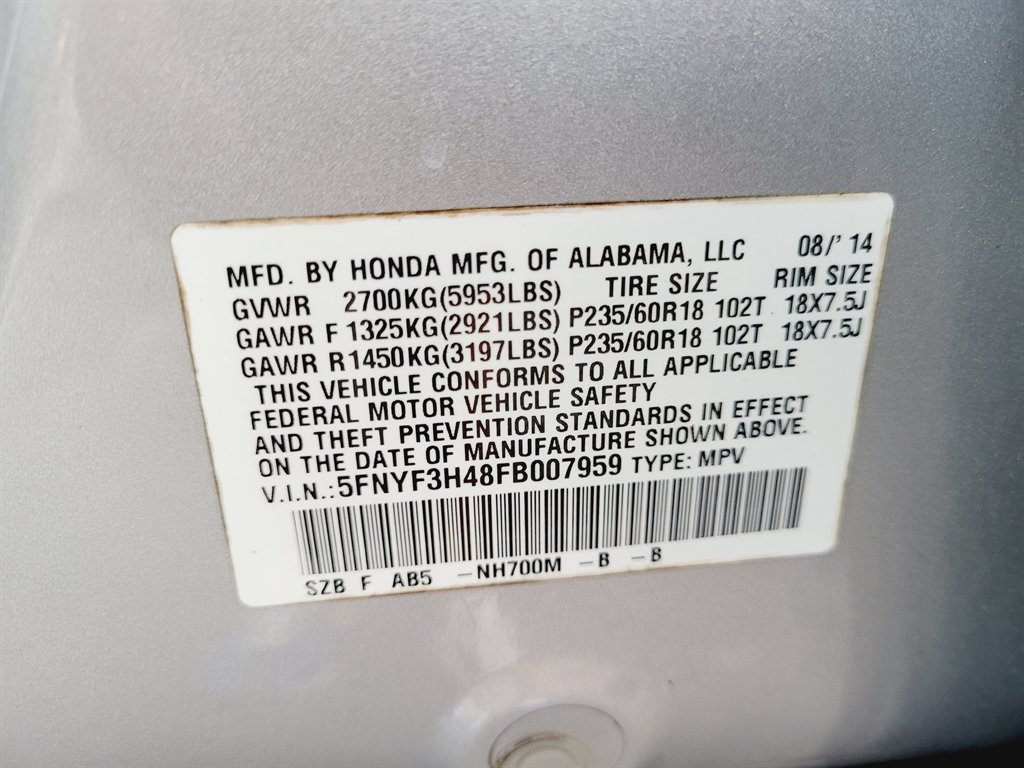 MFD. BY HONDA MFG. OF ALABAMA, LLC 08/' 14
GVWR 2700KG(5953LBS) TIRE SIZE RIM SIZE
GAWR F 1325KG(2921LBS) P235/60R18 102T 18X7.5J
GAWR R1450KG(3197LBS) P235/60R18 102T 18X7.5J
THIS VEHICLE CONFORMS TO ALL APPLICABLE
FEDERAL MOTOR VEHICLE SAFETY
AND THEFT PREVENTION STANDARDS IN EFFECT
ON THE DATE OF MANUFACTURE SHOWN ABOVE.
V.I.N.: 5FNYF3H48FB007959 TYPE: MPV
SZB F AB5 -NH700M -B -B